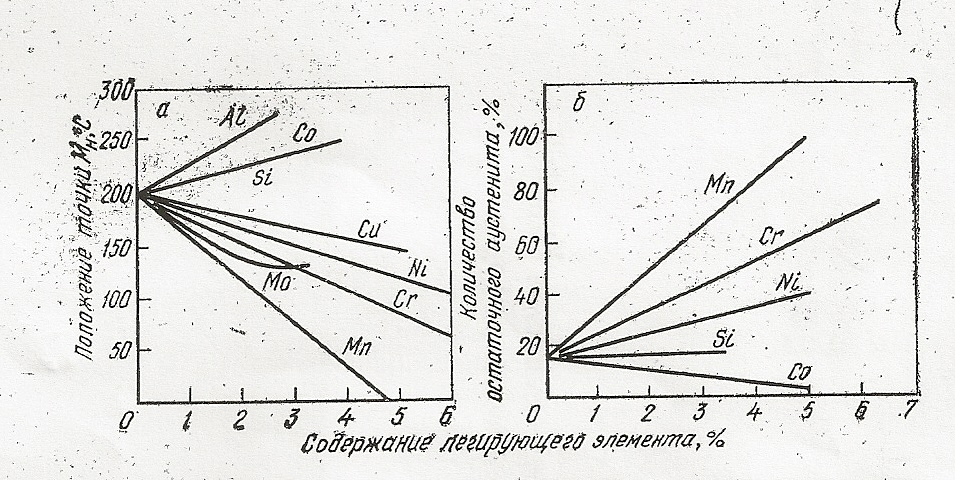 Положение точки Мн,°С
300
250
200
150
100
50
0 1 2 3 4 5 6
а
Al
Co
Si
Cu
Ni
Mo
Cr
Mn
Количество
остаточного аустенита,%
100
80
60
40
20
0 1 2 3 4 5 6 7
б
Mn
Cr
Ni
Si
Co
Содержание легирующего элемента,%